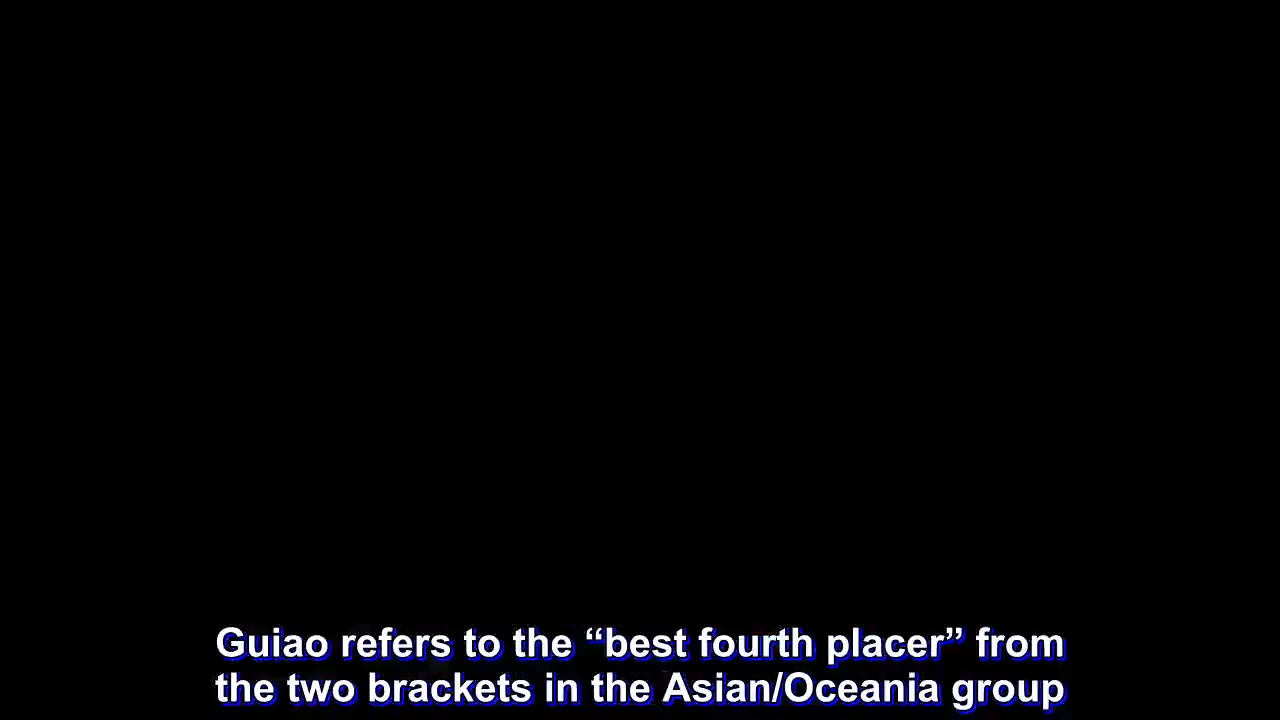 Guiao refers to the “best fourth placer” from
the two brackets in the Asian/Oceania group